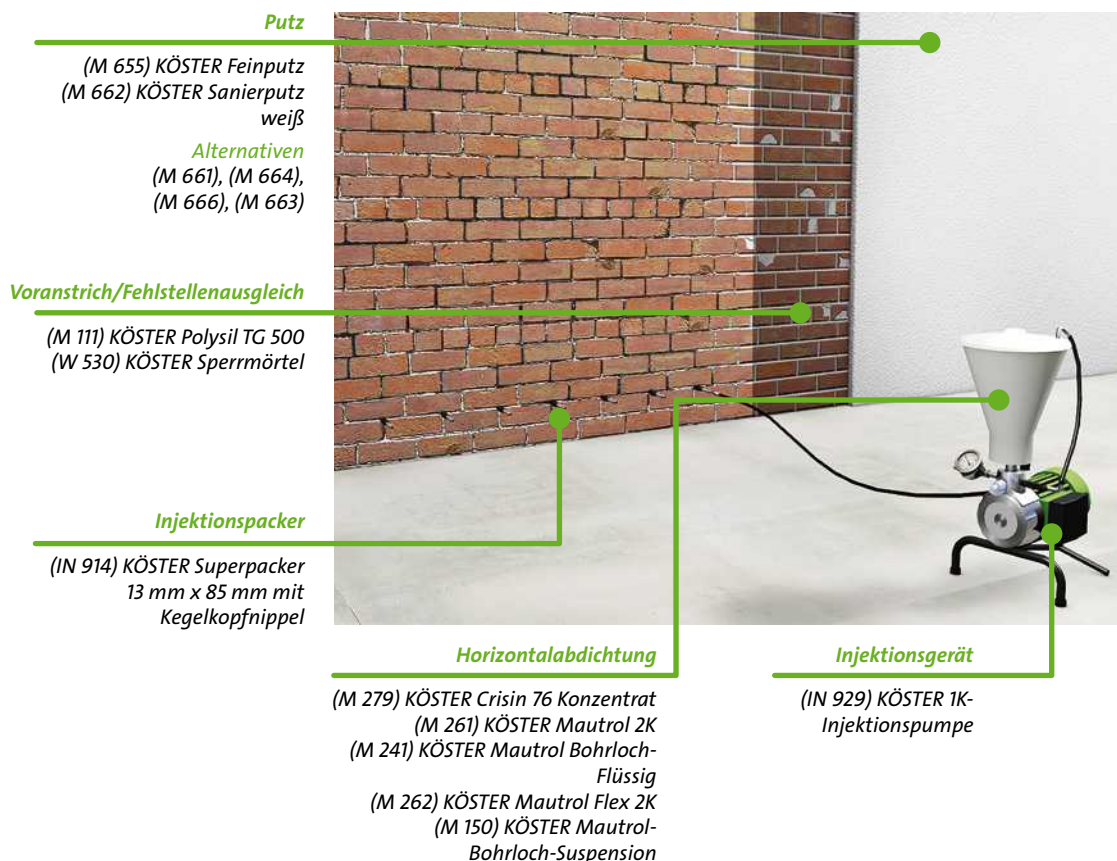 Putz
(M 655) KÖSTER Feinputz
(M 662) KÖSTER Sanierputz
weiß
Alternativen
(M 661), (M 664),
(M 666), (M 663)
Voranstrich/Fehlstellenausgleich
(M 111) KÖSTER Polysil TG 500
(W 530) KÖSTER Sperrmörtel
Injektionspacker
(IN 914) KÖSTER Superpacker
13 mm x 85 mm mit
Kegelkopfnippel
Horizontalabdichtung
(M 279) KÖSTER Crisin 76 Konzentrat
(M 261) KÖSTER Mautrol 2K
(M 241) KÖSTER Mautrol Bohrloch-
Flüssig
(M 262) KÖSTER Mautrol Flex 2K
(M 150) KÖSTER Mautrol-
Bohrloch-Suspension
Injektionsgerät
(IN 929) KÖSTER 1K-
Injektionspumpe